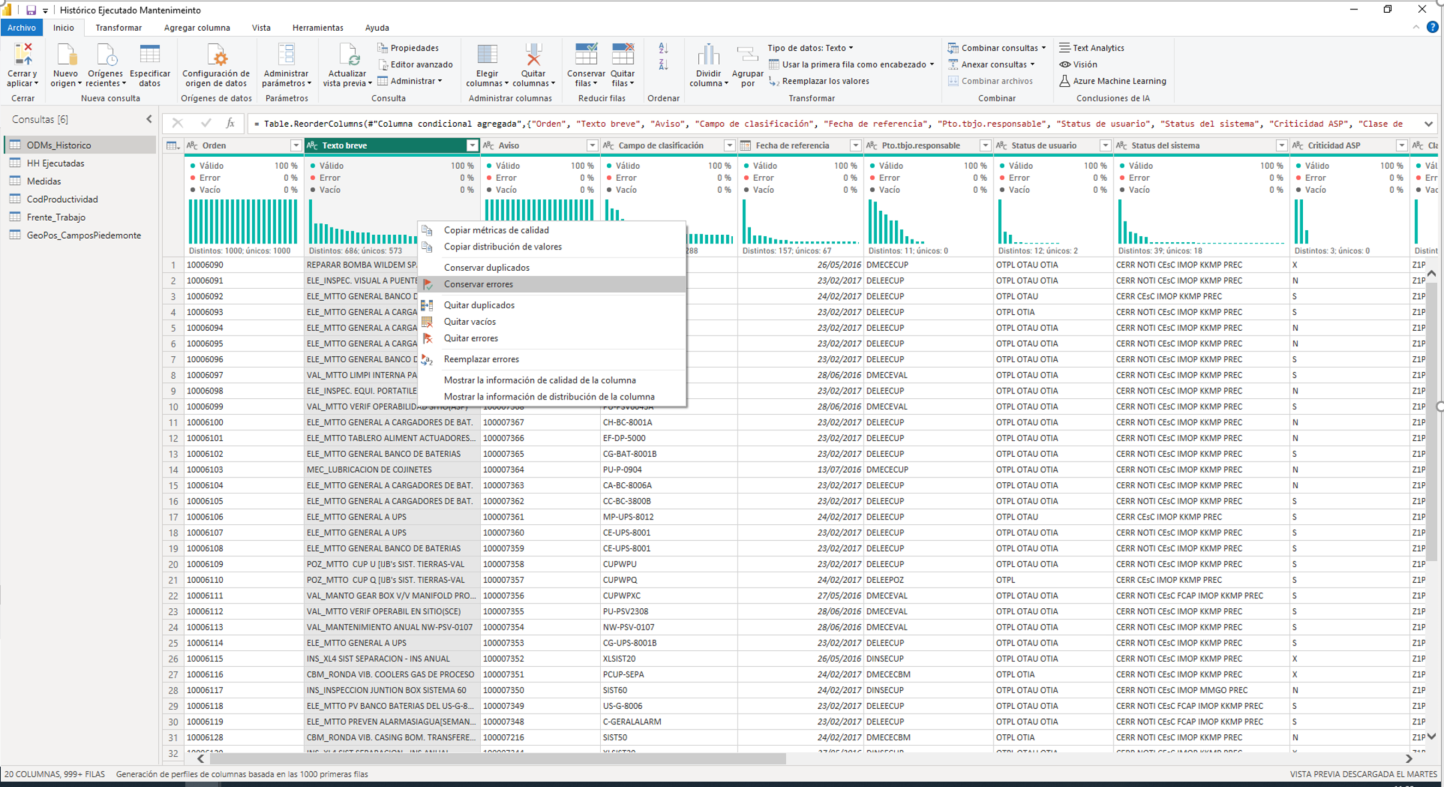 Histórico Ejecutado Mantenimeinto
Archivo Inicio Transformar Agregar columna Vista Herramientas Ayuda
Cerrar y aplicar
Cerrar
Nuevo origen
Orígenes recientes
Especificar datos
Nueva consulta
Configuración de origen de datos
Orígenes de datos
Administrar parámetros
Parámetros
Actualizar vista previa
Propiedades
Editor avanzado
Administrar
Consulta
Elegir columnas
Quitar columnas
Administrar columnas
Conservar filas
Quitar filas
Reducir filas
Ordenar
Dividir columna
Agrupar por
Tipo de datos: Texto
Usar la primera fila como encabezado
Reemplazar los valores
Transformar
Combinar consultas
Anexar consultas
Combinar archivos
Combinar
Text Analytics
Visión
Azure Machine Learning
Conclusiones de IA
Consultas [6]
ODMs_Historico
HH Ejecutadas
Medidas
CodProductividad
Frente_Trabajo
GeoPos_CamposPiedemonte
= Table.ReorderColumns(#"Columna condicional agregada",{"Orden", "Texto breve", "Aviso", "Campo de clasificación", "Fecha de referencia", "Pto.tbjo.responsable", "Status de usuario", "Status del sistema", "Criticidad ASP", "Clase de
Orden Texto breve Aviso Campo de clasificación Fecha de referencia Pto.tbjo.responsable Status de usuario Status del sistema Criticidad ASP Cla
Válido 100 % Válido 100 % Válido 100 % Válido 100 % Válido 100 % Válido 100 % Válido 100 % Válido 100 % Válido 100 % Vál
Error 0 % Error 0 % Error 0 % Error 0 % Error 0 % Error 0 % Error 0 % Error 0 % Error 0 % Err
Vacío 0 % Vacío 0 % Vacío 0 % Vacío 0 % Vacío 0 % Vacío 0 % Vacío 0 % Vacío 0 % Vacío 0 % Vac
Distintos: 1000; únicos: 1000 Distintos: 686; únicos: 573 288 Distintos: 157; únicos: 67 Distintos: 11; únicos: 0 Distintos: 12; únicos: 2 Distintos: 39; únicos: 18 Distintos: 3; únicos: 0 Distint
Copiar métricas de calidad
Copiar distribución de valores
Conservar duplicados
Conservar errores
Quitar duplicados
Quitar vacíos
Quitar errores
Reemplazar errores
Mostrar la información de calidad de la columna
Mostrar la información de distribución de la columna
1 10006090 REPARAR BOMBA WILDEM SP 26/05/2016 DMECECUP OTPL OTAU OTIA CERR NOTI CEsC IMOP KKMP PREC X Z1P
2 10006091 ELE_INSPEC. VISUAL A PUENTE 23/02/2017 DELEECUP OTPL OTAU OTIA CERR NOTI CEsC IMOP KKMP PREC N Z1P
3 10006092 ELE_MTTO GENERAL BANCO D 24/02/2017 DELEECUP OTPL OTAU CERR CEsC IMOP KKMP PREC S Z1P
4 10006093 ELE_MTTO GENERAL A CARGA 23/02/2017 DELEECUP OTPL OTIA CERR NOTI CEsC IMOP KKMP PREC S Z1P
5 10006094 ELE_MTTO GENERAL A CARGA 23/02/2017 DELEECUP OTPL OTAU OTIA CERR NOTI CEsC IMOP KKMP PREC N Z1P
6 10006095 ELE_MTTO GENERAL A CARGA 23/02/2017 DELEECUP OTPL OTAU OTIA CERR NOTI CEsC IMOP KKMP PREC N Z1P
7 10006096 ELE_MTTO GENERAL BANCO D 23/02/2017 DELEECUP OTPL OTAU OTIA CERR NOTI CEsC IMOP KKMP PREC S Z1P
8 10006097 VAL_MTTO LIMPI INTERNA PA 28/06/2016 DMECEVAL OTPL OTAU OTIA CERR NOTI CEsC IMOP KKMP PREC S Z1P
9 10006098 ELE_INSPEC. EQUI. PORTATILE 23/02/2017 DELEECUP OTPL OTAU OTIA CERR NOTI CEsC IMOP KKMP PREC N Z1P
10 10006099 VAL_MTTO VERIF OPERABILIDAD SITIO(ASP) 100007368 PU-PSV8045A 28/06/2016 DMECEVAL OTPL OTAU OTIA CERR NOTI CEsC IMOP KKMP PREC S Z1P
11 10006100 ELE_MTTO GENERAL A CARGADORES DE BAT. 100007367 CH-BC-8001A 23/02/2017 DELEECUP OTPL OTAU OTIA CERR NOTI CEsC IMOP KKMP PREC N Z1P
12 10006101 ELE_MTTO TABLERO ALIMENT ACTUADORES... 100007366 EF-DP-5000 23/02/2017 DELEECUP OTPL OTAU OTIA CERR NOTI CEsC IMOP KKMP PREC N Z1P
13 10006102 ELE_MTTO GENERAL BANCO DE BATERIAS 100007365 CG-BAT-8001B 23/02/2017 DELEECUP OTPL OTAU OTIA CERR NOTI CEsC IMOP KKMP PREC S Z1P
14 10006103 MEC_LUBRICACION DE COJINETES 100007364 PU-P-0904 13/07/2016 DMECECUP OTPL OTAU OTIA CERR NOTI CEsC IMOP KKMP PREC N Z1P
15 10006104 ELE_MTTO GENERAL A CARGADORES DE BAT. 100007363 CA-BC-8006A 23/02/2017 DELEECUP OTPL OTAU OTIA CERR NOTI CEsC IMOP KKMP PREC N Z1P
16 10006105 ELE_MTTO GENERAL A CARGADORES DE BAT. 100007362 CC-BC-3800B 23/02/2017 DELEECUP OTPL OTAU OTIA CERR NOTI CEsC IMOP KKMP PREC S Z1P
17 10006106 ELE_MTTO GENERAL A UPS 100007361 MP-UPS-8012 24/02/2017 DELEECUP OTPL OTAU CERR CEsC IMOP KKMP PREC S Z1P
18 10006107 ELE_MTTO GENERAL A UPS 100007360 CE-UPS-8001 23/02/2017 DELEECUP OTPL OTAU OTIA CERR NOTI CEsC IMOP KKMP PREC S Z1P
19 10006108 ELE_MTTO GENERAL BANCO DE BATERIAS 100007359 CE-UPS-8001 23/02/2017 DELEECUP OTPL OTAU OTIA CERR NOTI CEsC IMOP KKMP PREC S Z1P
20 10006109 POZ_MTTO CUP U [UB's SIST. TIERRAS-VAL 100007358 CUPWPU 23/02/2017 DELEECUP OTPL OTAU OTIA CERR NOTI CEsC IMOP KKMP PREC S Z1P
21 10006110 POZ_MTTO CUP Q [UB's SIST. TIERRAS-VAL 100007357 CUPWPQ 24/02/2017 DELEEPOZ OTPL CERR CEsC IMOP KKMP PREC S Z1P
22 10006111 VAL_MANTO GEAR BOX V/V MANIFOLD PRO... 100007356 CUPWPXC 27/05/2016 DMECEVAL OTPL OTAU OTIA CERR NOTI CEsC FCAP IMOP KKMP PREC S Z1P
23 10006112 VAL_MTTO VERIF OPERABIL EN SITIO(SCE) 100007355 PU-PSV2308 28/06/2016 DMECEVAL OTPL OTAU OTIA CERR NOTI CEsC IMOP KKMP PREC S Z1P
24 10006113 VAL_MANTENIMIENTO ANUAL NW-PSV-0107 100007354 NW-PSV-0107 28/06/2016 DMECEVAL OTPL OTAU OTIA CERR NOTI CEsC IMOP KKMP PREC S Z1P
25 10006114 ELE_MTTO GENERAL A UPS 100007353 CG-UPS-8001B 23/02/2017 DELEECUP OTPL OTAU OTIA CERR NOTI CEsC IMOP KKMP PREC S Z1P
26 10006115 INS_XL4 SIST SEPARACION - INS ANUAL 100007352 XLSIST20 26/05/2016 DINSECUP OTPL OTAU OTIA CERR NOTI CEsC IMOP KKMP PREC X Z1P
27 10006116 CBM_RONDA VIB. COOLERS GAS DE PROCESO 100007351 PCUP-SEPA 24/02/2017 DMECECBM OTPL OTIA CERR NOTI CEsC IMOP KKMP PREC X Z1P
28 10006117 INS_INSPECCION JUNTION BOX SISTEMA 60 100007350 SIST60 24/02/2017 DINSECUP OTPL OTAU OTIA CERR NOTI CEsC IMOP MMGO PREC N Z1P
29 10006118 ELE_MTTO PV BANCO BATERIAS DEL US-G-8... 100007349 US-G-8006 23/02/2017 DELEECUP OTPL OTAU OTIA CERR NOTI CEsC FCAP IMOP KKMP PREC S Z1P
30 10006119 ELE_MTTO PREVEN ALARMASIAGUA[SEMAN... 100007348 C-GERALALARM 23/02/2017 DELEECUP OTPL OTAU OTIA CERR NOTI CEsC FCAP IMOP KKMP PREC S Z1P
31 10006128 CBM_RONDA VIB. CASING BOM. TRANSFERE... 100007216 SIST50 24/02/2017 DMECECBM OTPL OTIA CERR NOTI CEsC IMOP KKMP PREC X Z1P
32
20 COLUMNAS, 999+ FILAS Generación de perfiles de columnas basada en las 1000 primeras filas VISTA PREVIA DESCARGADA EL MARTES